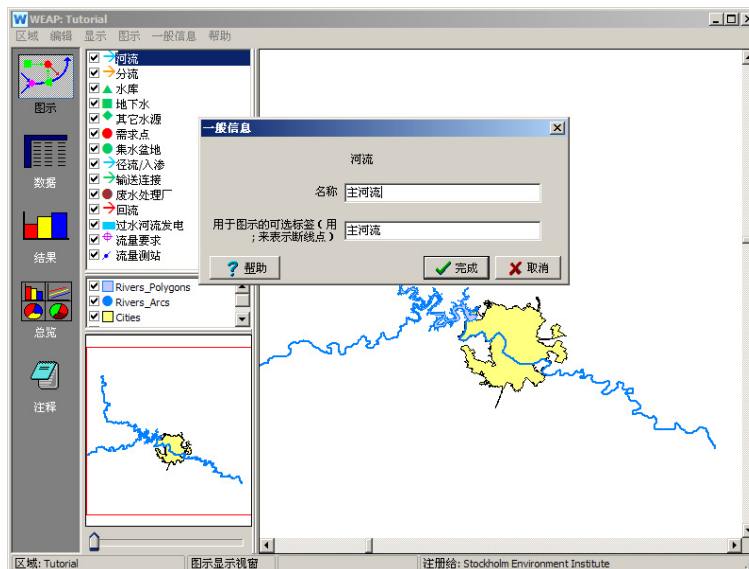 WEAP: Tutorial
区域 编辑 显示 图示 一般信息 帮助
图示
数据
结果
总览
注释
河流
分流
水库
地下水
其它水源
需求点
集水盆地
径流/入渗
输送连接
废水处理厂
回流
过水河流发电
流量要求
流量测站
Rivers_Polygons
Rivers_Arcs
Cities
一般信息
河流
名称 主河流
用于图示的可选标签(用
;来表示断线点) 主河流
? 帮助 完成 取消
区域: Tutorial 图示显示视窗 注册给: Stockholm Environment Institute